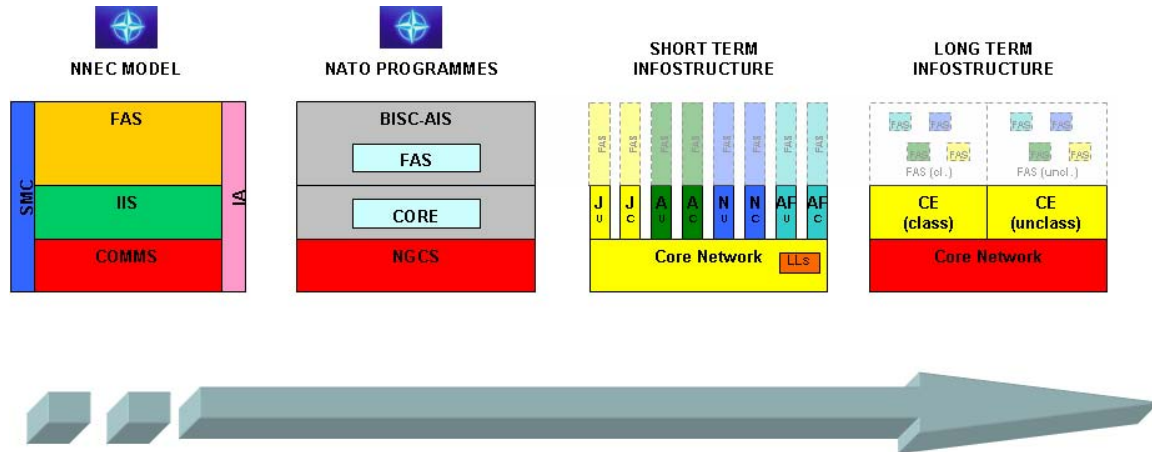 NNEC MODEL
NATO PROGRAMMES
SHORT TERM
INFOSTRUCTURE
LONG TERM
INFOSTRUCTURE
SMC
FAS
IIS
COMMS
IA
BISC-AIS
FAS
CORE
NGCS
FAS
FAS
FAS
FAS
FAS
FAS
FAS
FAS
J
U
J
C
A
U
A
C
N
U
N
C
AF
U
AF
C
Core Network
LLs
FAS
FAS
FAS
FAS
FAS (cl.)
FAS
FAS
FAS
FAS
FAS (uncl.)
CE
(class)
CE
(unclass)
Core Network